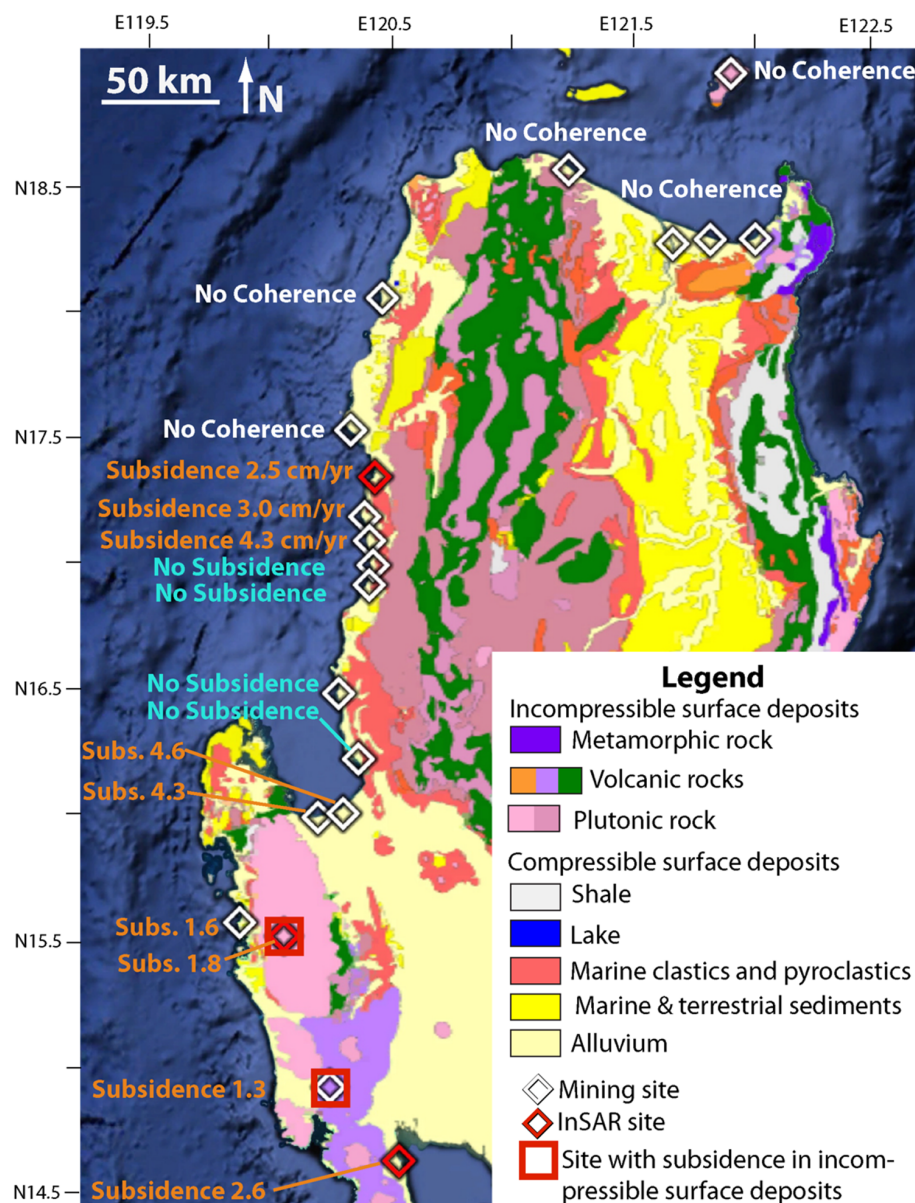 E119.5
E120.5
E121.5
E122.5
50 km
N
No Coherence
No Coherence
N18.5
No Coherence
No Coherence
No Coherence
N17.5
Subsidence 2.5 cm/yr
Subsidence 3.0 cm/yr
Subsidence 4.3 cm/yr
No Subsidence
No Subsidence
N16.5
No Subsidence
No Subsidence
Subs. 4.6
Subs. 4.3
Subs. 1.6
N15.5
Subs. 1.8
Subsidence 1.3
Subsidence 2.6
N14.5
Legend
Incompressible surface deposits
Metamorphic rock
Volcanic rocks
Plutonic rock
Compressible surface deposits
Shale
Lake
Marine clastics and pyroclastics
Marine & terrestrial sediments
Alluvium
Mining site
InSAR site
Site with subsidence in incom-
pressible surface deposits